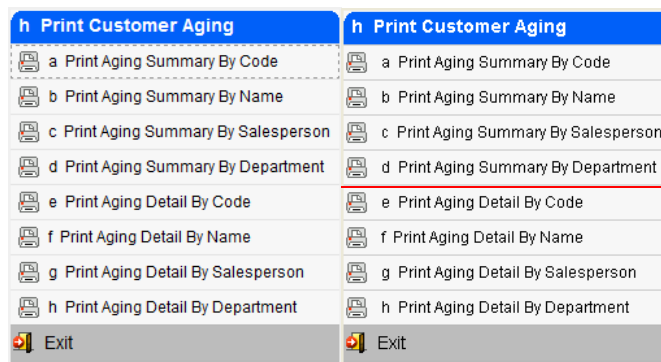 h Print Customer Aging
a Print Aging Summary By Code
b Print Aging Summary By Name
c Print Aging Summary By Salesperson
d Print Aging Summary By Department
e Print Aging Detail By Code
f Print Aging Detail By Name
g Print Aging Detail By Salesperson
h Print Aging Detail By Department
Exit
h Print Customer Aging
a Print Aging Summary By Code
b Print Aging Summary By Name
c Print Aging Summary By Salesperson
d Print Aging Summary By Department
e Print Aging Detail By Code
f Print Aging Detail By Name
g Print Aging Detail By Salesperson
h Print Aging Detail By Department
Exit